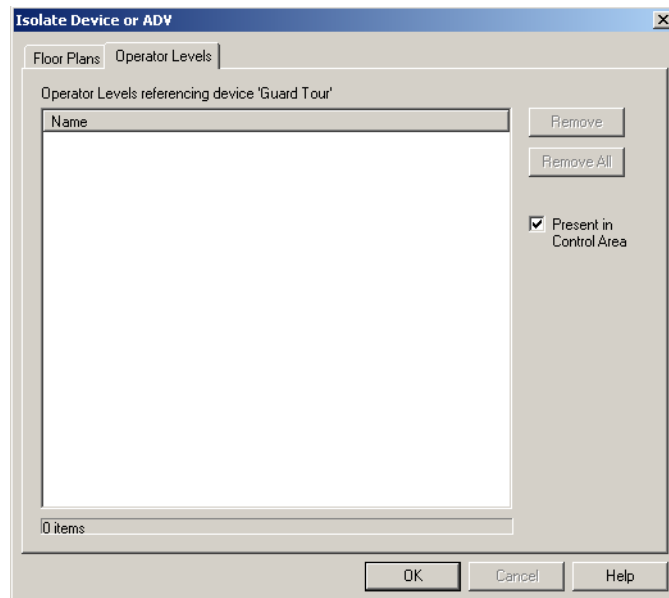 Isolate Device or ADV
Floor Plans
Operator Levels
Operator Levels referencing device 'Guard Tour'
Name
Remove
Remove All
Present in
Control Area
0 items
OK
Cancel
Help